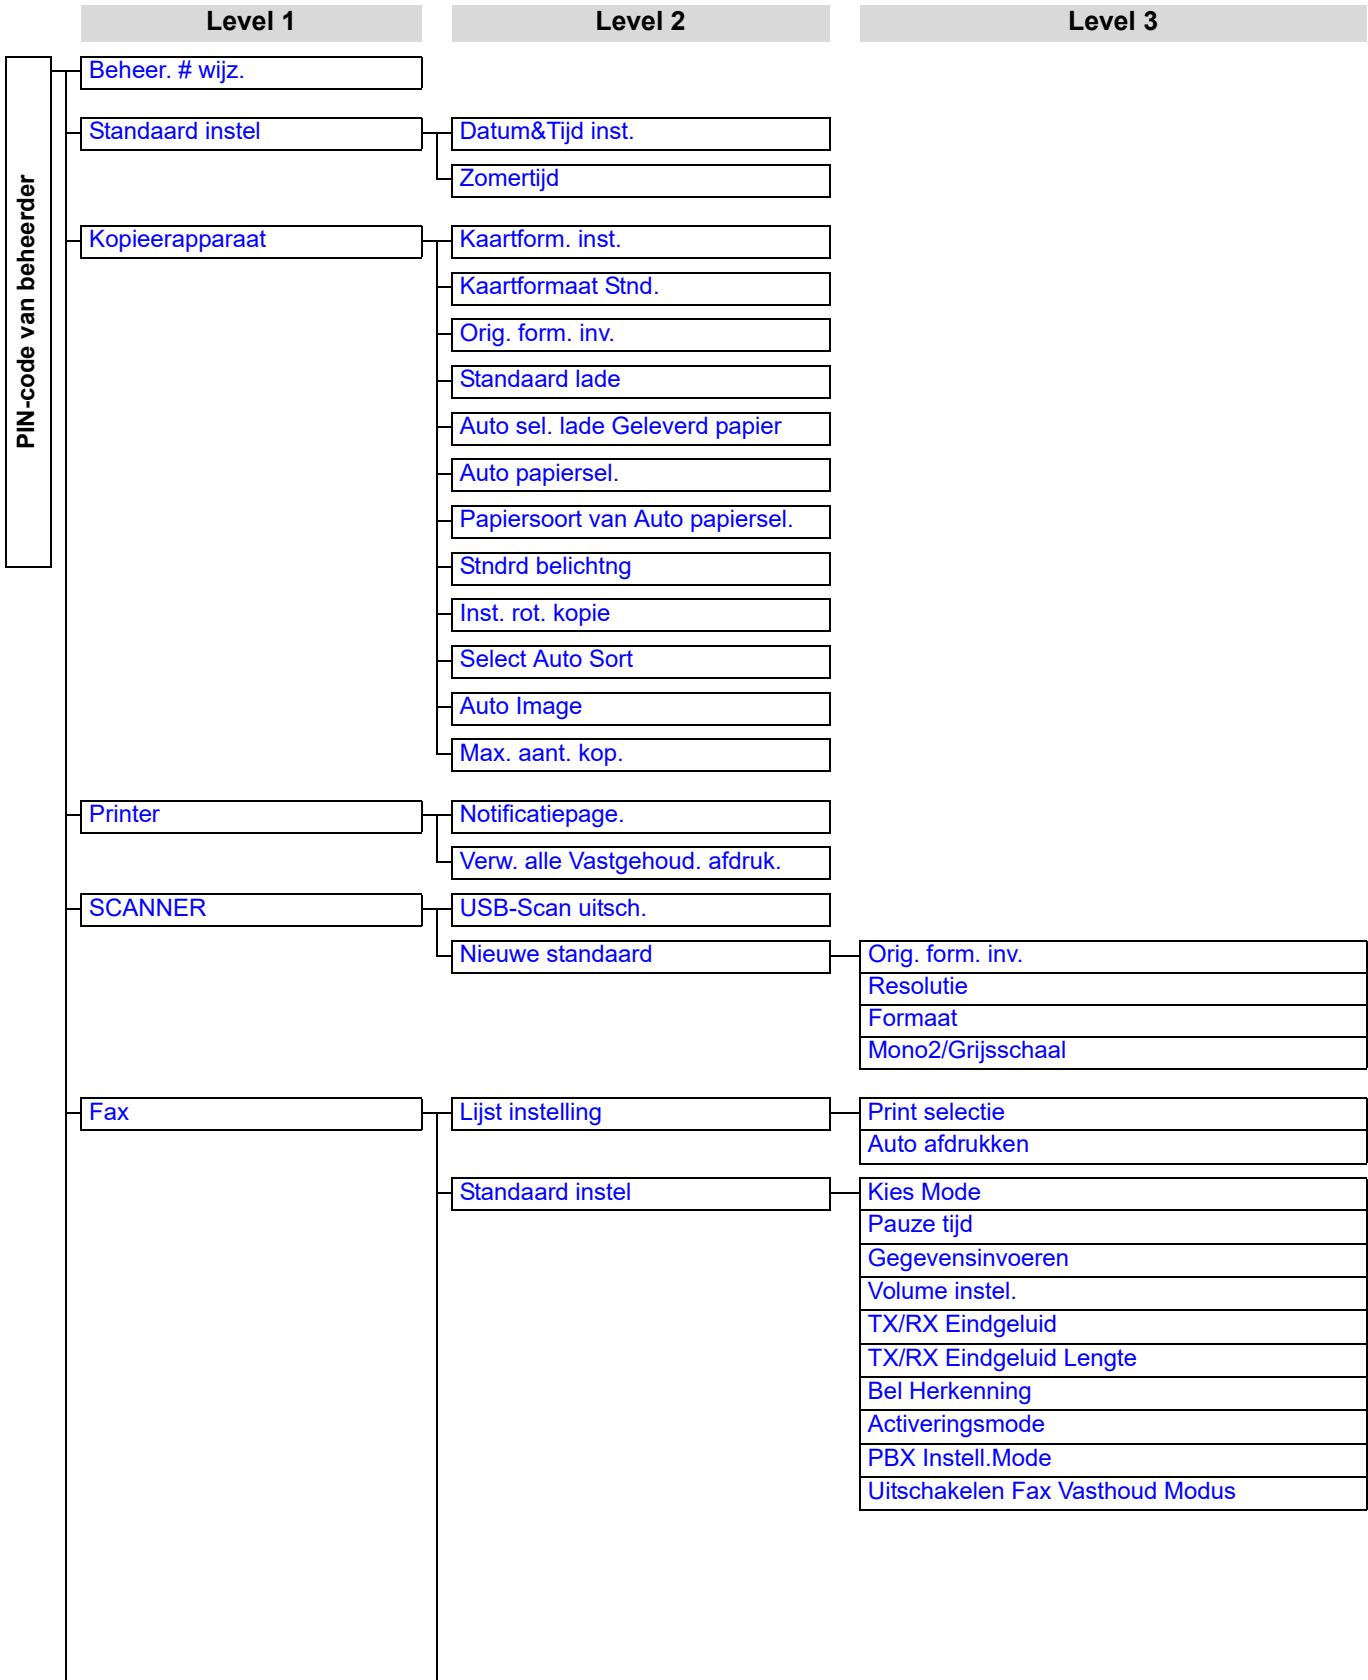 Level 1
Level 2
Level 3
PIN-code van beheerder
Beheer. # wijz.
Standaard instel
Datum&Tijd inst.
Zomertijd
Kopieerapparaat
Kaartform. inst.
Kaartformaat Stnd.
Orig. form. inv.
Standaard lade
Auto sel. lade Geleverd papier
Auto papiersel.
Papiersoort van Auto papiersel.
Stndrd belichtng
Inst. rot. kopie
Select Auto Sort
Auto Image
Max. aant. kop.
Printer
Notificatiepage.
Verw. alle Vastgehoud. afdruk.
SCANNER
USB-Scan uitsch.
Nieuwe standaard
Orig. form. inv.
Resolutie
Formaat
Mono2/Grijsschaal
Fax
Lijst instelling
Print selectie
Auto afdrukken
Standaard instel
Kies Mode
Pauze tijd
Gegevensinvoeren
Volume instel.
TX/RX Eindgeluid
TX/RX Eindgeluid Lengte
Bel Herkenning
Activeringsmode
PBX Instell.Mode
Uitschakelen Fax Vasthoud Modus